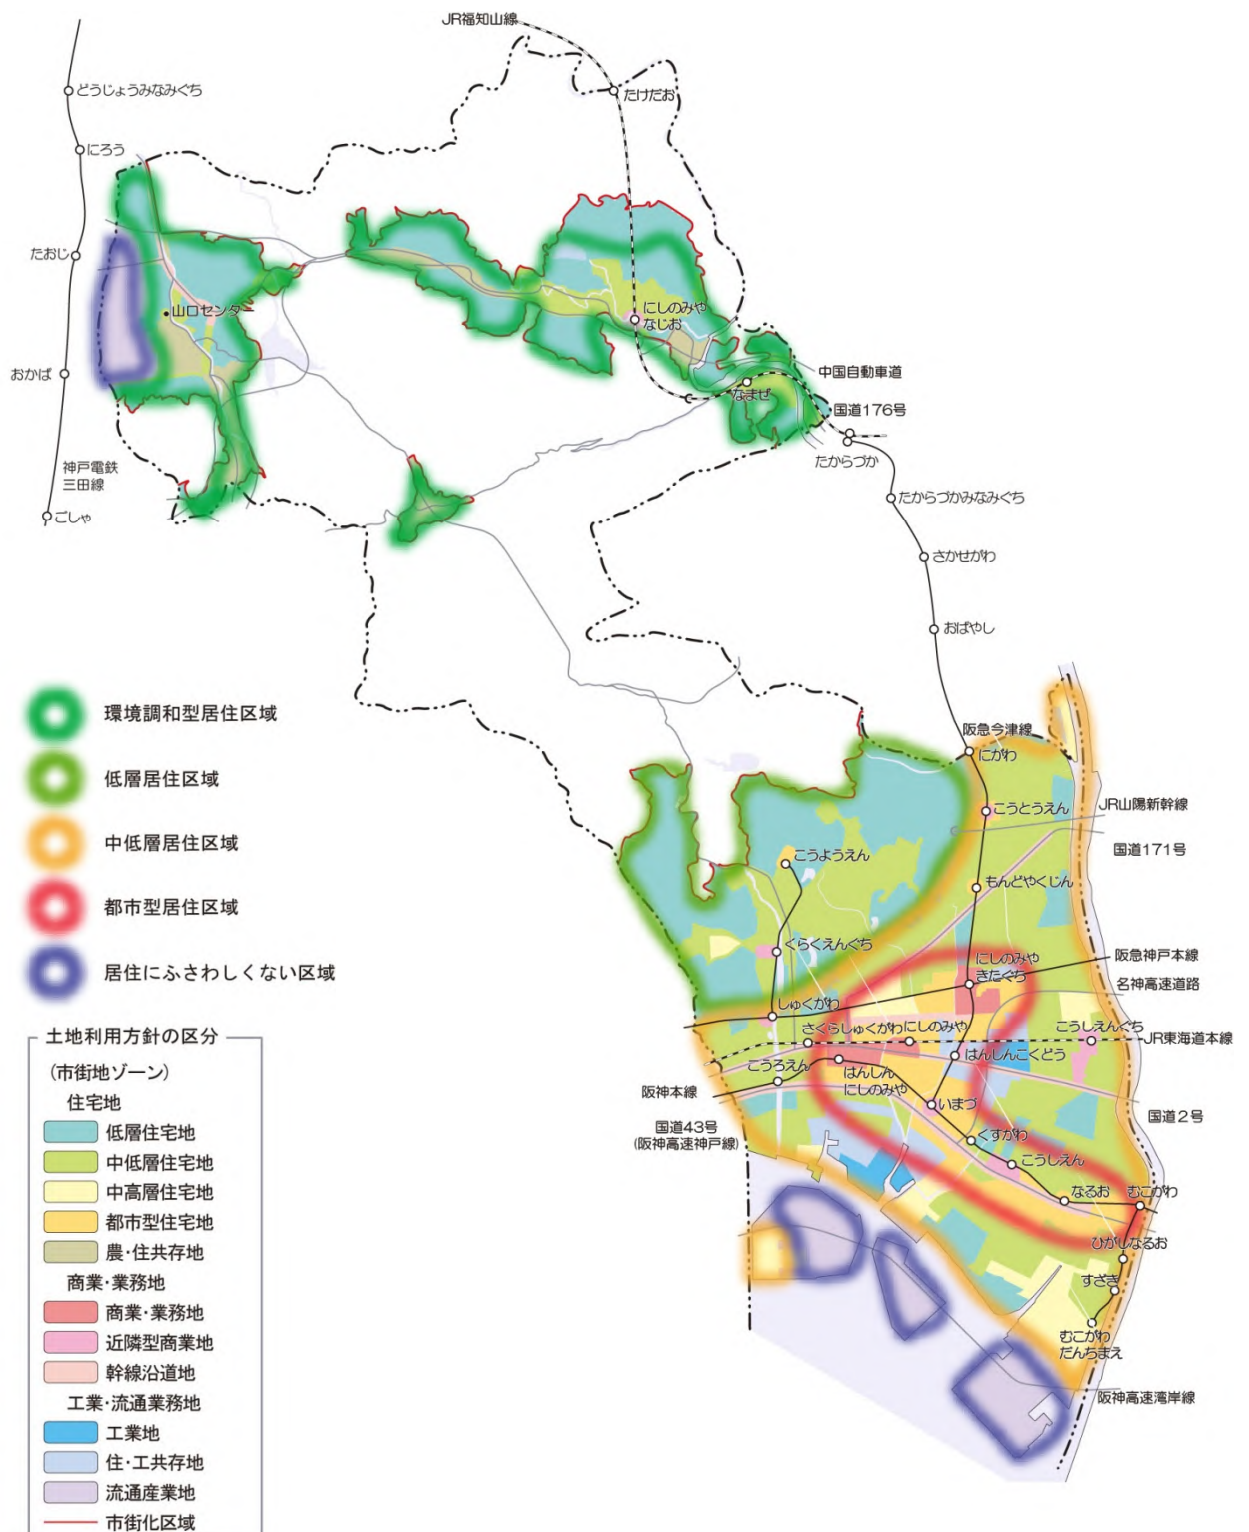 JR福知山線
どうじょうみなみぐち
たけだお
にろう
たおじ
山口センター
にしのみや
なじお
おかば
中国自動車道
なまぜ
国道176号
たからづか
神戸電鉄
三田線
たからづかみなみぐち
ごしゃ
さかせがわ
おばやし
環境調和型居住区域
低層居住区域
中低層居住区域
都市型居住区域
居住にふさわしくない区域
阪急今津線
にがわ
JR山陽新幹線
こうとうえん
国道171号
こうようえん
もんどやくじん
くらくえんぐち
にしのみや
きたぐち
阪急神戸本線
名神高速道路
しゅくがわ
さくらしゅくがわ
にしのみや
こうしえんぐち
JR東海道本線
はんしんこくどう
こうろえん
はんしん
にしのみや
阪神本線
いまづ
国道2号
国道43号
(阪神高速神戸線)
くすがわ
こうしえん
なるお
むこがわ
ひがしなるお
すざき
むこがわ
だんちまえ
阪神高速湾岸線
土地利用方針の区分
(市街地ゾーン)
住宅地
低層住宅地
中低層住宅地
中高層住宅地
都市型住宅地
農・住共存地
商業・業務地
商業・業務地
近隣型商業地
幹線沿道地
工業・流通業務地
工業地
住・工共存地
流通産業地
市街化区域